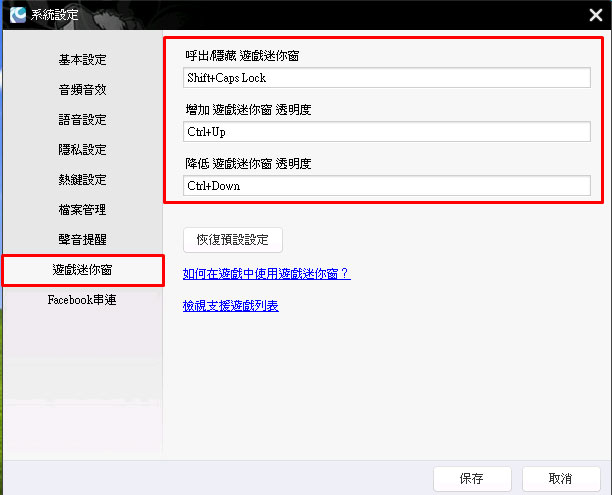 系統設定
基本設定
音頻音效
語音設定
隱私設定
熱鍵設定
檔案管理
聲音提醒
遊戲迷你窗
Facebook串連
呼出/隱藏 遊戲迷你窗
Shift+Caps Lock
增加 遊戲迷你窗 透明度
Ctrl+Up
降低 遊戲迷你窗 透明度
Ctrl+Down
恢復預設設定
如何在遊戲中使用遊戲迷你窗？
檢視支援遊戲列表
保存
取消